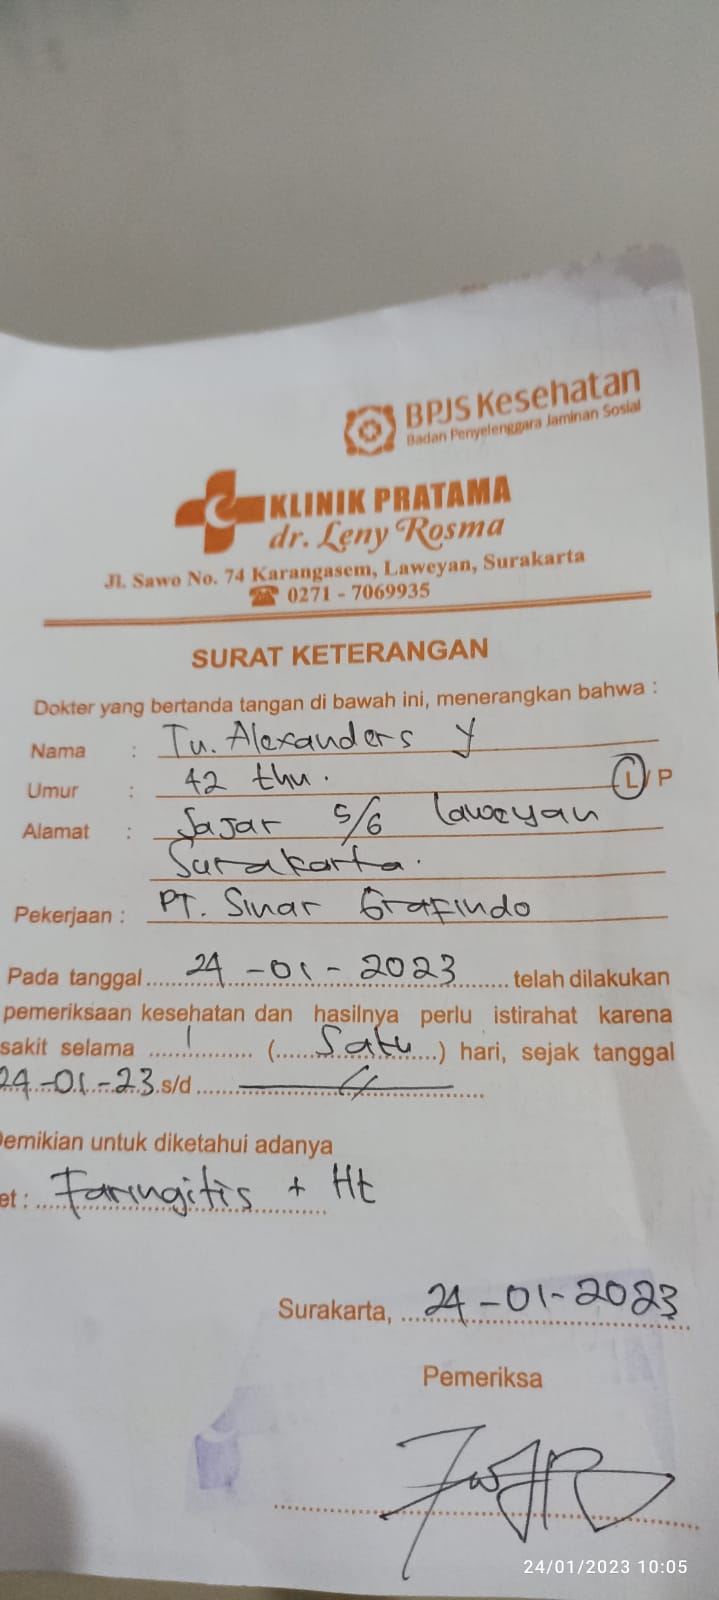 BPJS Kesehatan
Badan Penyelenggara Jaminan Sosial
KLINIK PRATAMA
dr. Leny Rosma
Jl. Sawo No. 74 Karangasem, Laweyan, Surakarta
☎ 0271 - 7069935
SURAT KETERANGAN
Dokter yang bertanda tangan di bawah ini, menerangkan bahwa :
Nama : Tn. Alexanders Y
Umur : 42 thn. L/P
Alamat : Jajar 5/6 Laweyan
Surakarta.
Pekerjaan : PT. Sinar Grafindo
Pada tanggal 24-01-2023 telah dilakukan
pemeriksaan kesehatan dan hasilnya perlu istirahat karena
sakit selama 1 (Satu) hari, sejak tanggal
24-01-23 s/d
Demikian untuk diketahui adanya
et : Faringitis + Ht
Surakarta, 24-01-2023
Pemeriksa
24/01/2023 10:05